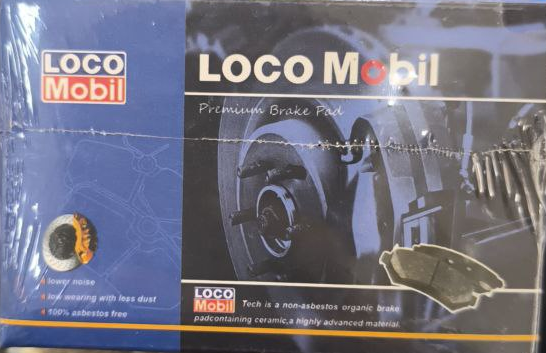 LOCO
Mobil
LOCO Mobil
Premium Brake Pad
lower noise
low wearing with less dust
100% asbestos free
LOCO
Mobil
Tech is a non-asbestos organic brake
padcontaining ceramic,a highly advanced material.